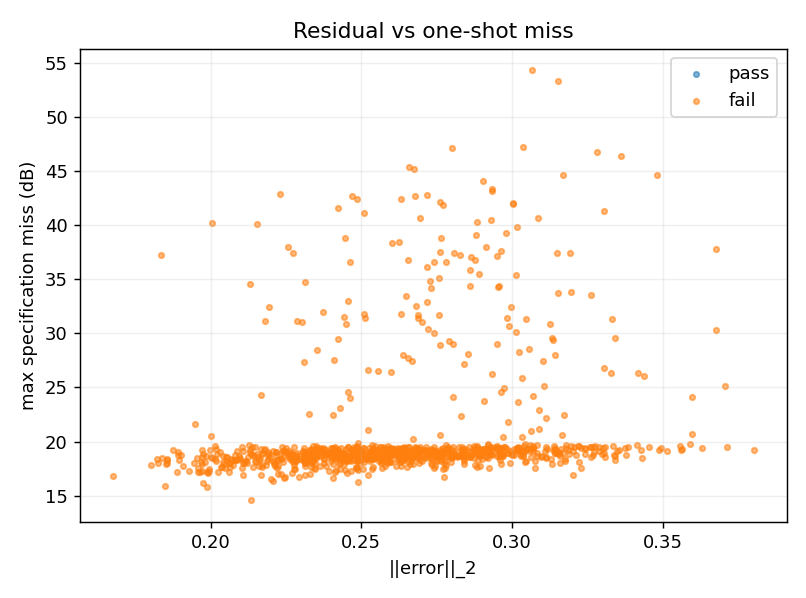 Residual vs one-shot miss
max specification miss (dB)
55
50
45
40
35
30
25
20
15
pass
fail
0.20 0.25 0.30 0.35
||error||_2